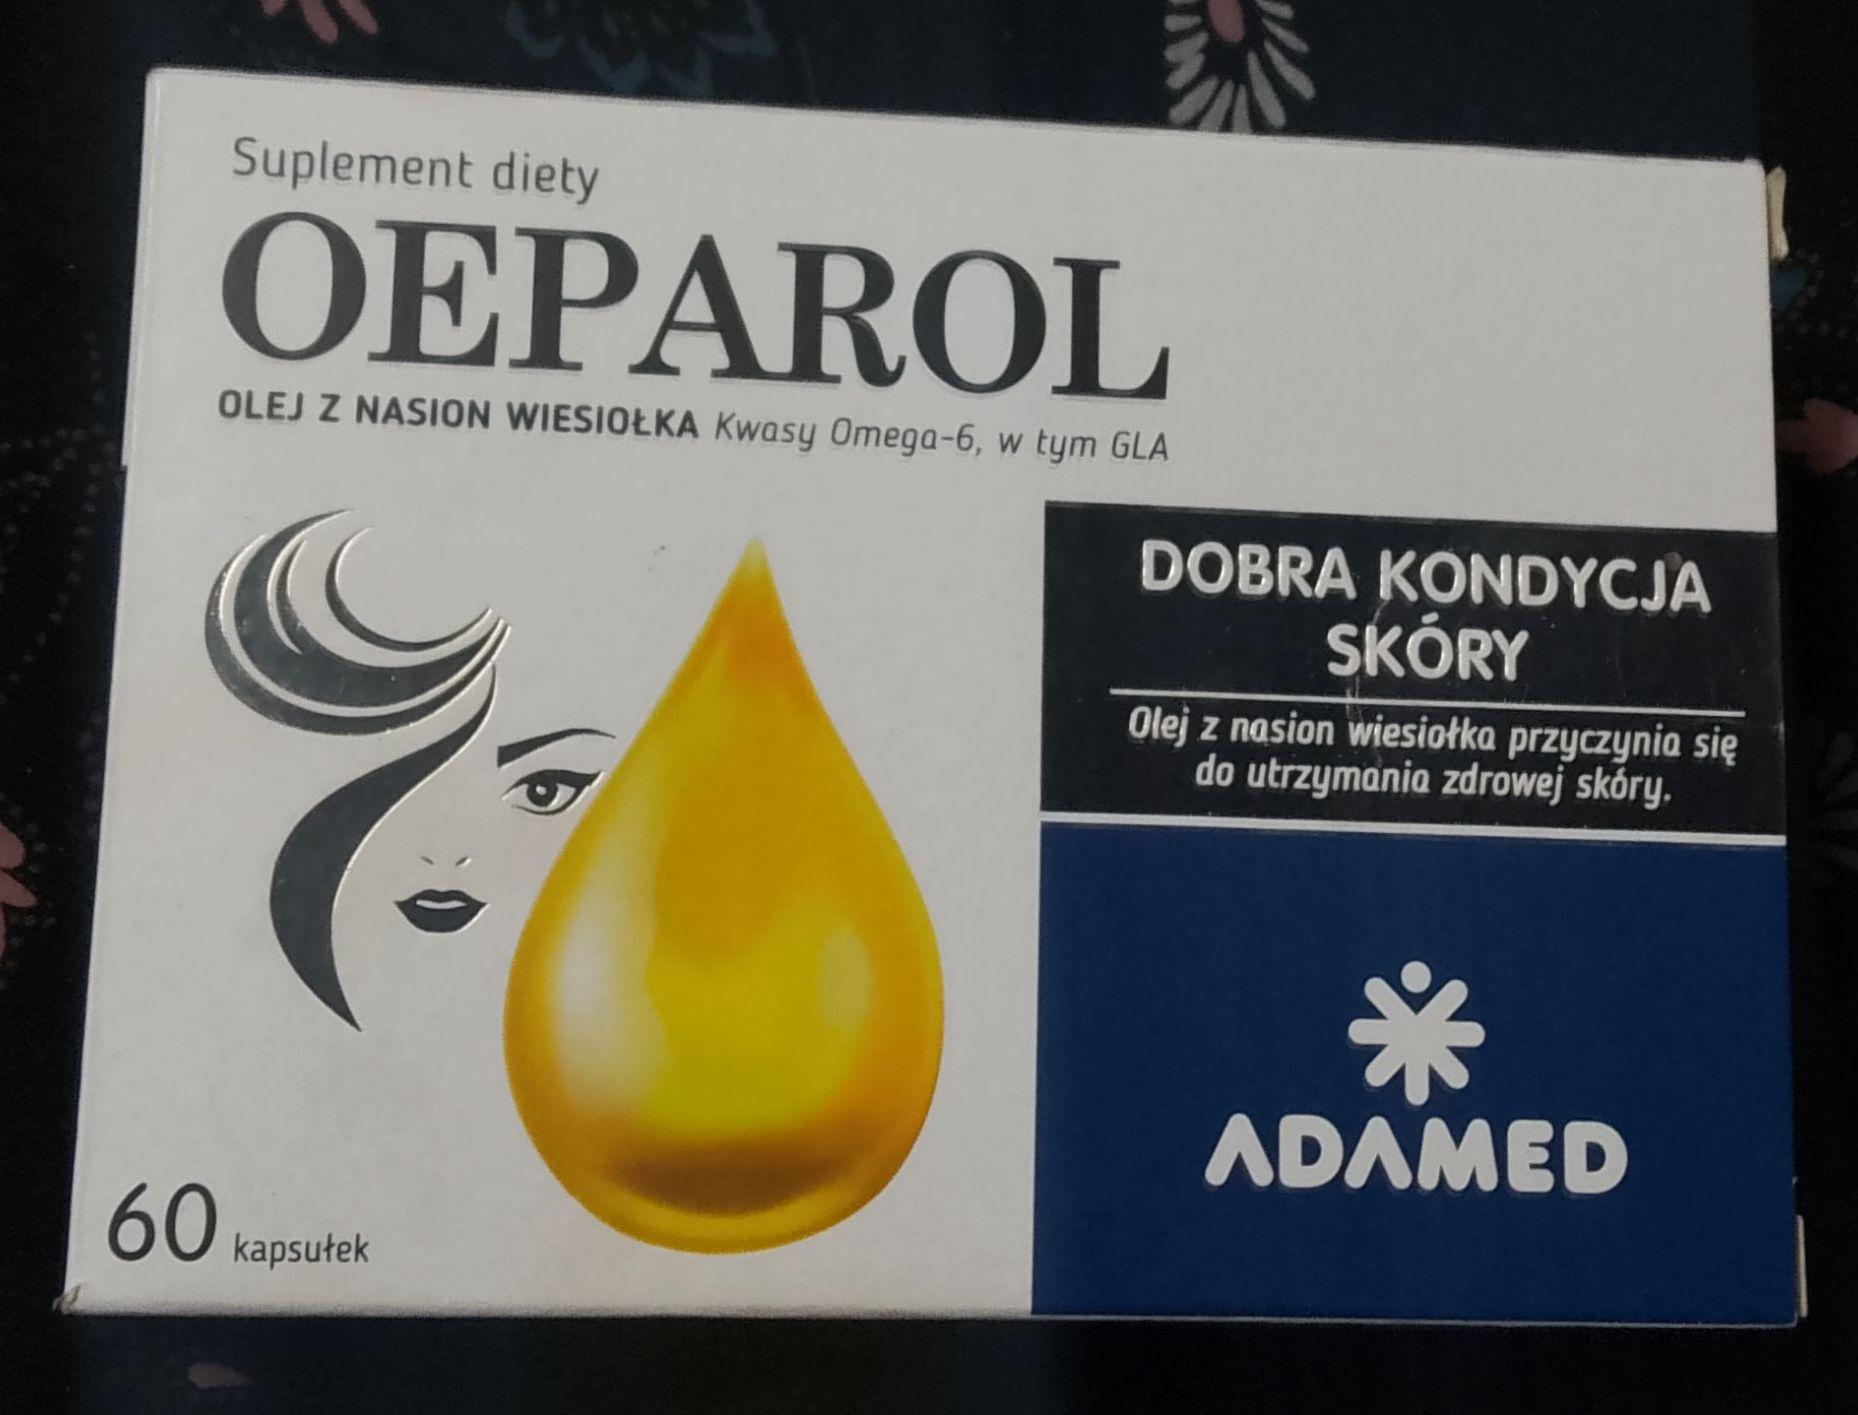 Suplement diety
OEPAROL
OLEJ Z NASION WIESIOŁKA Kwasy Omega-6, w tym GLA
DOBRA KONDYCJA
SKÓRY
Olej z nasion wiesiołka przyczynia się
do utrzymania zdrowej skóry.
ADAMED
60 kapsułek